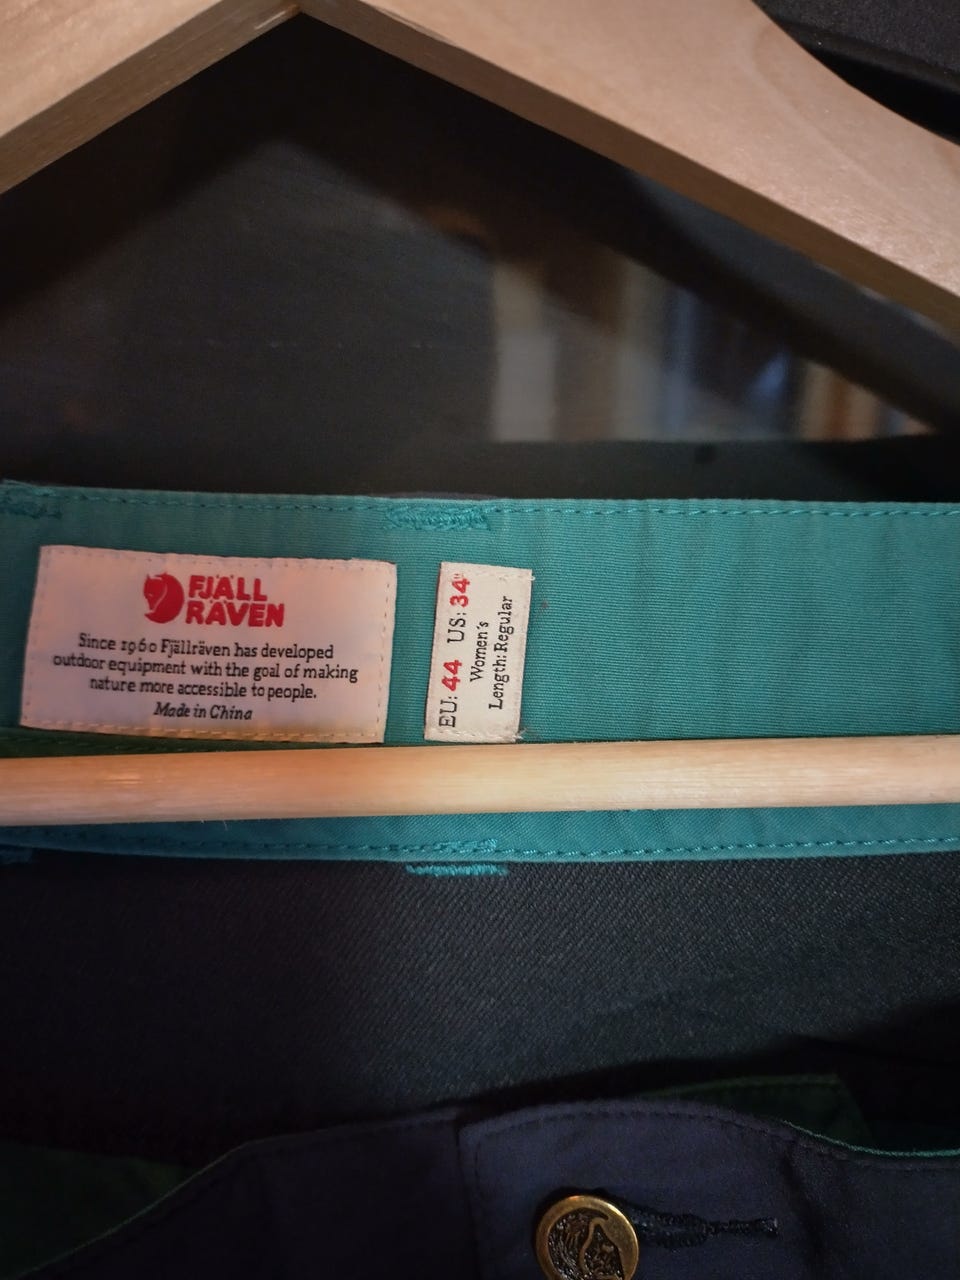 FJÄLL
RÄVEN
Since 1960 Fjällräven has developed
outdoor equipment with the goal of making
nature more accessible to people.
Made in China
EU: 44 US: 34"
Women's
Length: Regular